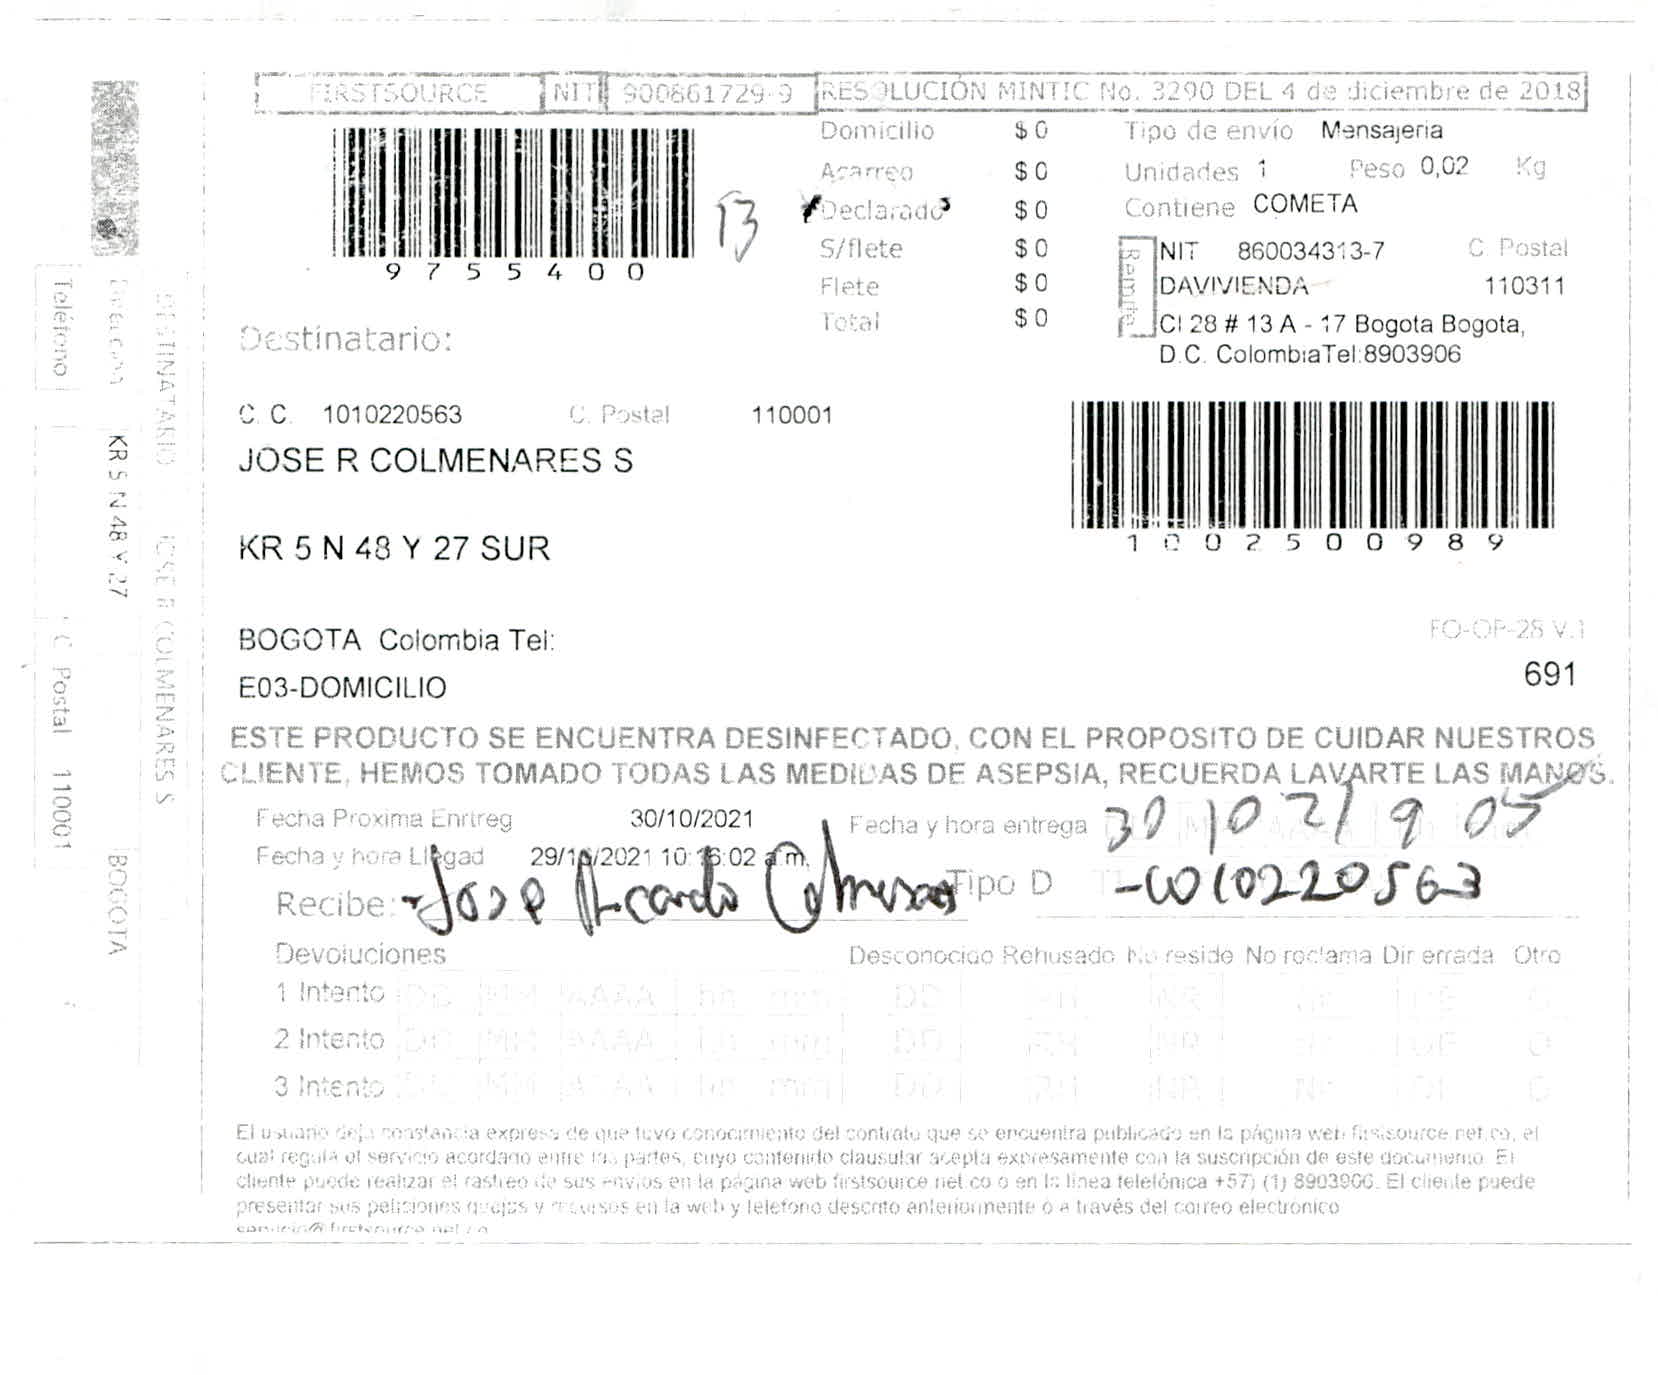 FIRSTSOURCE NIT 900861729-9 RESOLUCIÓN MINTIC No. 3290 DEL 4 de diciembre de 2018
9755400
13
Domicilio $ 0
Acarreo $ 0
Declarado $ 0
S/flete $ 0
Flete $ 0
Total $ 0
Tipo de envío Mensajeria
Unidades 1 Peso 0,02 Kg
Contiene COMETA
Remite
NIT 860034313-7 C. Postal
DAVIVIENDA 110311
Cl 28 # 13 A - 17 Bogota Bogota,
D.C. ColombiaTel:8903906
Destinatario:
C. C. 1010220563 C. Postal 110001
JOSE R COLMENARES S
1002500989
KR 5 N 48 Y 27 SUR
BOGOTA Colombia Tel:
FO-OP-28 V.1
691
E03-DOMICILIO
ESTE PRODUCTO SE ENCUENTRA DESINFECTADO, CON EL PROPOSITO DE CUIDAR NUESTROS
CLIENTE, HEMOS TOMADO TODAS LAS MEDIDAS DE ASEPSIA, RECUERDA LAVARTE LAS MANOS.
Fecha Proxima Enrtreg 30/10/2021 Fecha y hora entrega 30 10 21 9 05
Fecha y hora Llegad 29/10/2021 10:16:02 a.m.
Recibe: Jose Ricardo Colmenares Tipo D 1010220563
Devoluciones Desconocido Rehusado No reside No reclama Dir errada Otro
1 Intento DD MM AAAA hh mm DD RH NR Nr DE O
2 Intento DD MM AAAA hh mm DD RH NR Nr DE O
3 Intento DD MM AAAA hh mm DD RH NR Nr DE O
El usuario deja constancia expresa de que tuvo conocimiento del contrato que se encuentra publicado en la página web firstsource.net.co, el
cual regula el servicio acordado entre las partes, cuyo contenido clausular acepta expresamente con la suscripción de este documento. El
cliente puede realizar el rastreo de sus envios en la página web firstsource.net.co o en la linea telefónica +57) (1) 8903906. El cliente puede
presentar sus peliciones quejas y recursos en la web y telefono descrito anteriormente o a través del correo electrónico
servicio@firstsource.net.co
DESTINATARIO JOSE R COLMENARES S
Dirección KR 5 N 48 Y 27 BOGOTA
Teléfono C Postal 110001